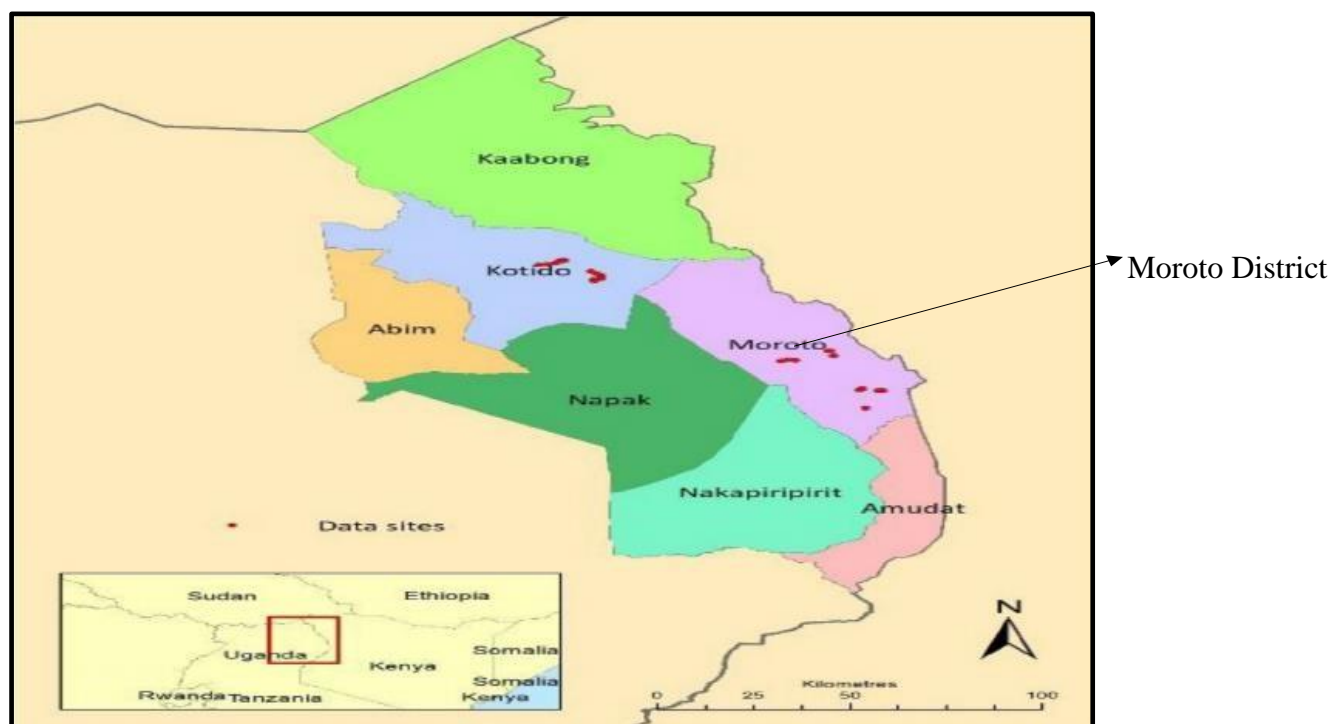 Kaabong
Kotido
Moroto District
Abim
Moroto
Napak
Nakapiripirit
Amudat
Data sites
Sudan
Ethiopia
Uganda
Kenya
Somalia
Somalia
Rwanda
Tanzania
Kenya
N
Kilometres
0 25 50 100